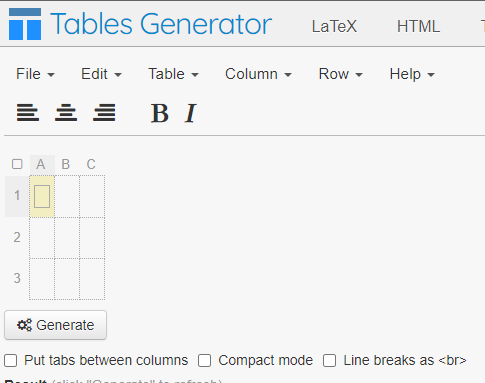 Tables Generator LaTeX HTML
File Edit Table Column Row Help
B I
A B C
1
2
3
Generate
Put tabs between columns Compact mode Line breaks as <br>